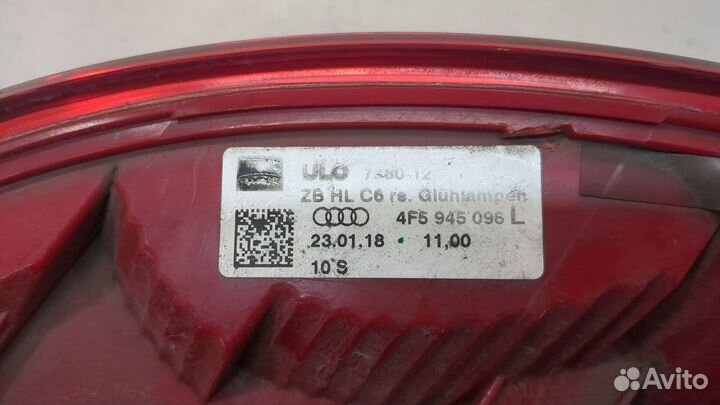 ULO 7380-12
ZB HL C6 re. Glühlampen
4F5 945 096 L
23.01.18 11,00
10 S
Avito